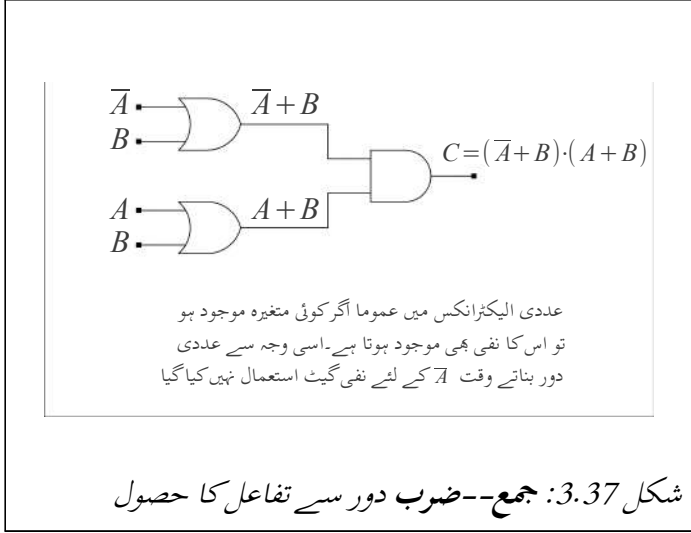 A̅
A̅+B
B
C=(A̅+B)·(A+B)
A
A+B
B
عددی الیکٹرانکس میں عموما اگر کوئی متغیرہ موجود ہو
تو اس کا نفی بھی موجود ہوتا ہے۔اسی وجہ سے عددی
دور بناتے وقت A̅ کے لئے نفی گیٹ استعمال نہیں کیا گیا
شکل 3.37: جمع--ضرب دور سے تفاعل کا حصول